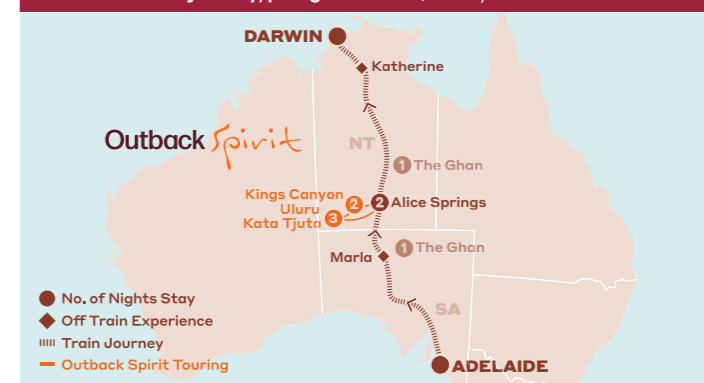 DARWIN
Katherine
Outback Spirit
NT
1 The Ghan
Kings Canyon 2
2 Alice Springs
Uluru
Kata Tjuta 3
1 The Ghan
Marla
No. of Nights Stay
Off Train Experience
SA
Train Journey
Outback Spirit Touring
ADELAIDE